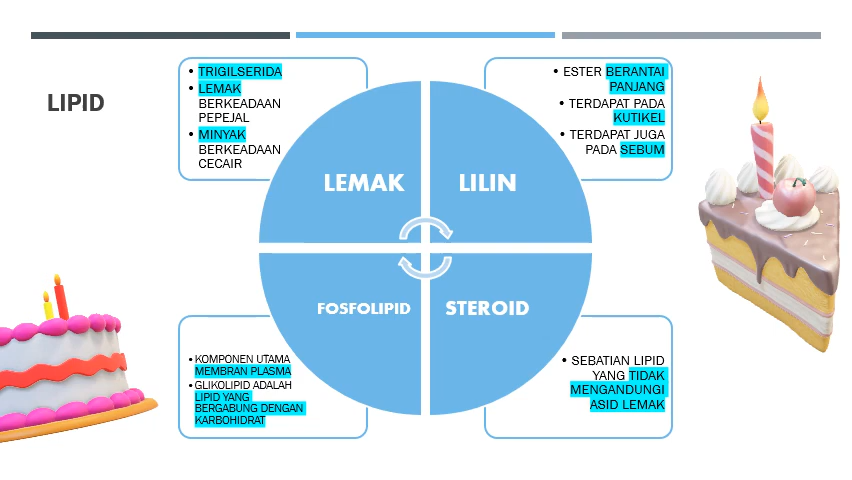 LIPID
• TRIGILSERIDA
• LEMAK
BERKEADAAN
PEPEJAL
• MINYAK
BERKEADAAN
CECAIR
• ESTER BERANTAI
PANJANG
• TERDAPAT PADA
KUTIKEL
• TERDAPAT JUGA
PADA SEBUM
LEMAK
LILIN
FOSFOLIPID
STEROID
• KOMPONEN UTAMA
MEMBRAN PLASMA
• GLIKOLIPID ADALAH
LIPID YANG
BERGABUNG DENGAN
KARBOHIDRAT
• SEBATIAN LIPID
YANG TIDAK
MENGANDUNGI
ASID LEMAK